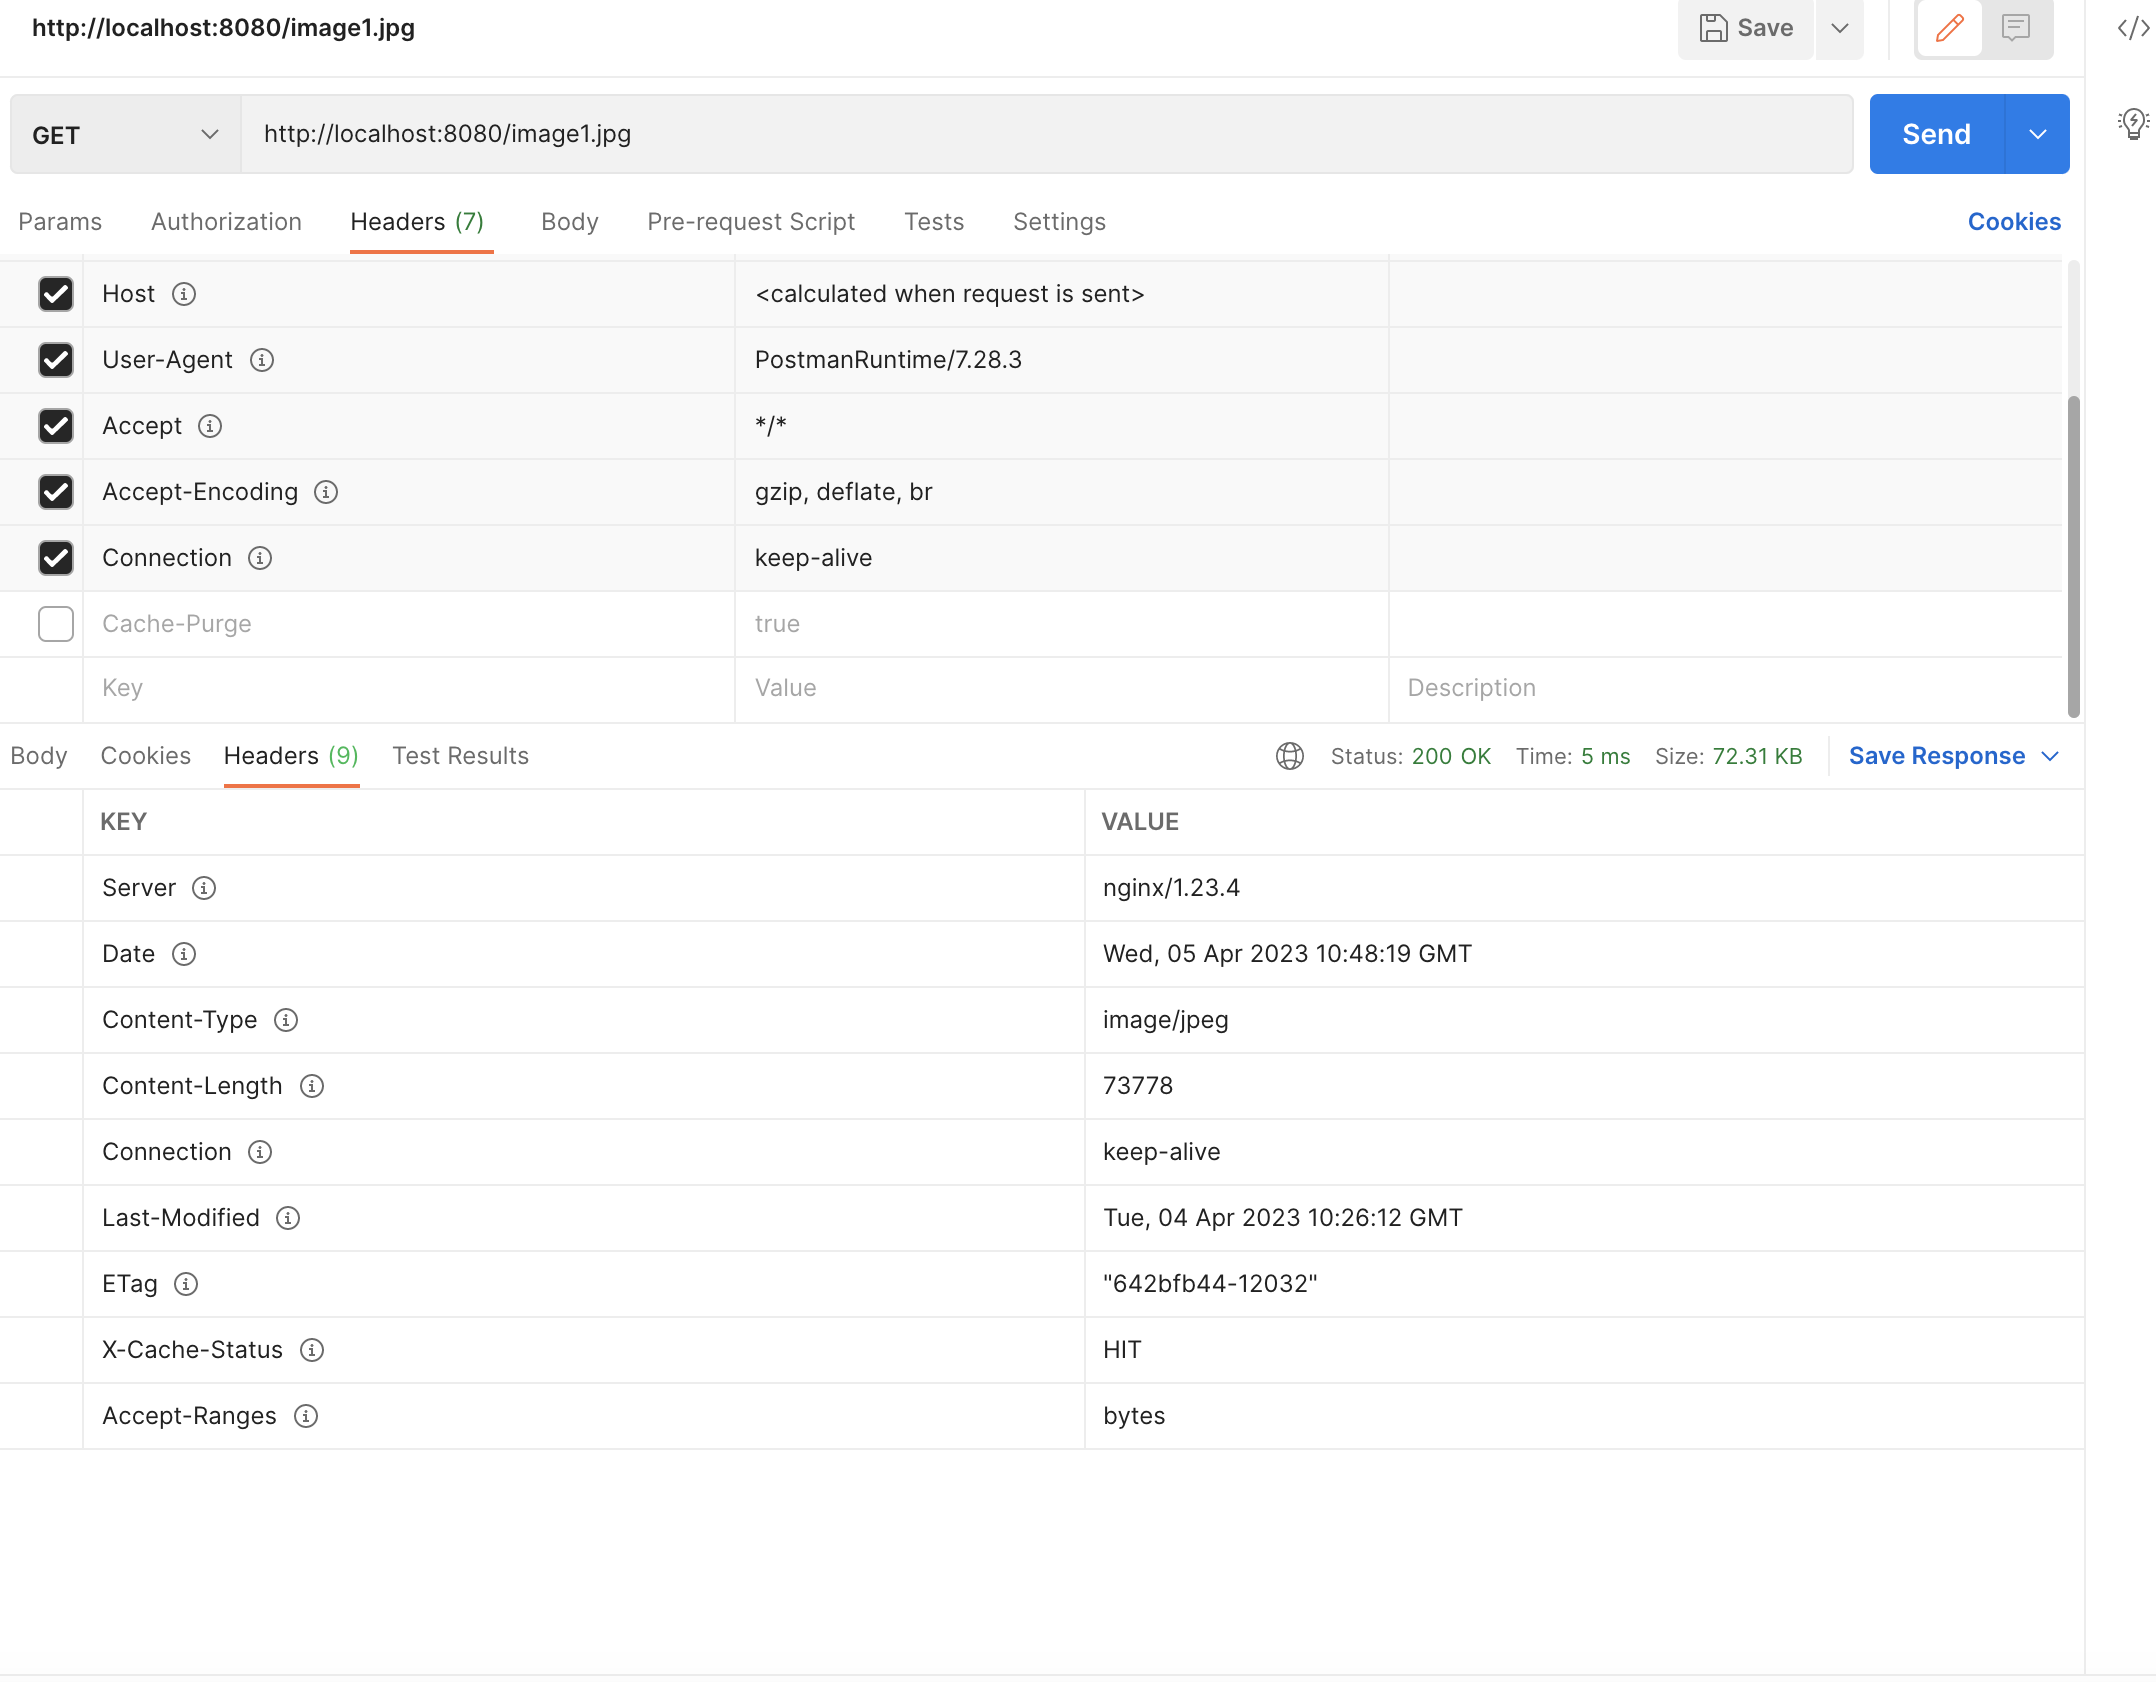 http://localhost:8080/image1.jpg Save
GET http://localhost:8080/image1.jpg Send
Params Authorization Headers (7) Body Pre-request Script Tests Settings Cookies
Host <calculated when request is sent>
User-Agent PostmanRuntime/7.28.3
Accept */*
Accept-Encoding gzip, deflate, br
Connection keep-alive
Cache-Purge true
Key Value Description
Body Cookies Headers (9) Test Results Status: 200 OK Time: 5 ms Size: 72.31 KB Save Response
KEY VALUE
Server nginx/1.23.4
Date Wed, 05 Apr 2023 10:48:19 GMT
Content-Type image/jpeg
Content-Length 73778
Connection keep-alive
Last-Modified Tue, 04 Apr 2023 10:26:12 GMT
ETag "642bfb44-12032"
X-Cache-Status HIT
Accept-Ranges bytes